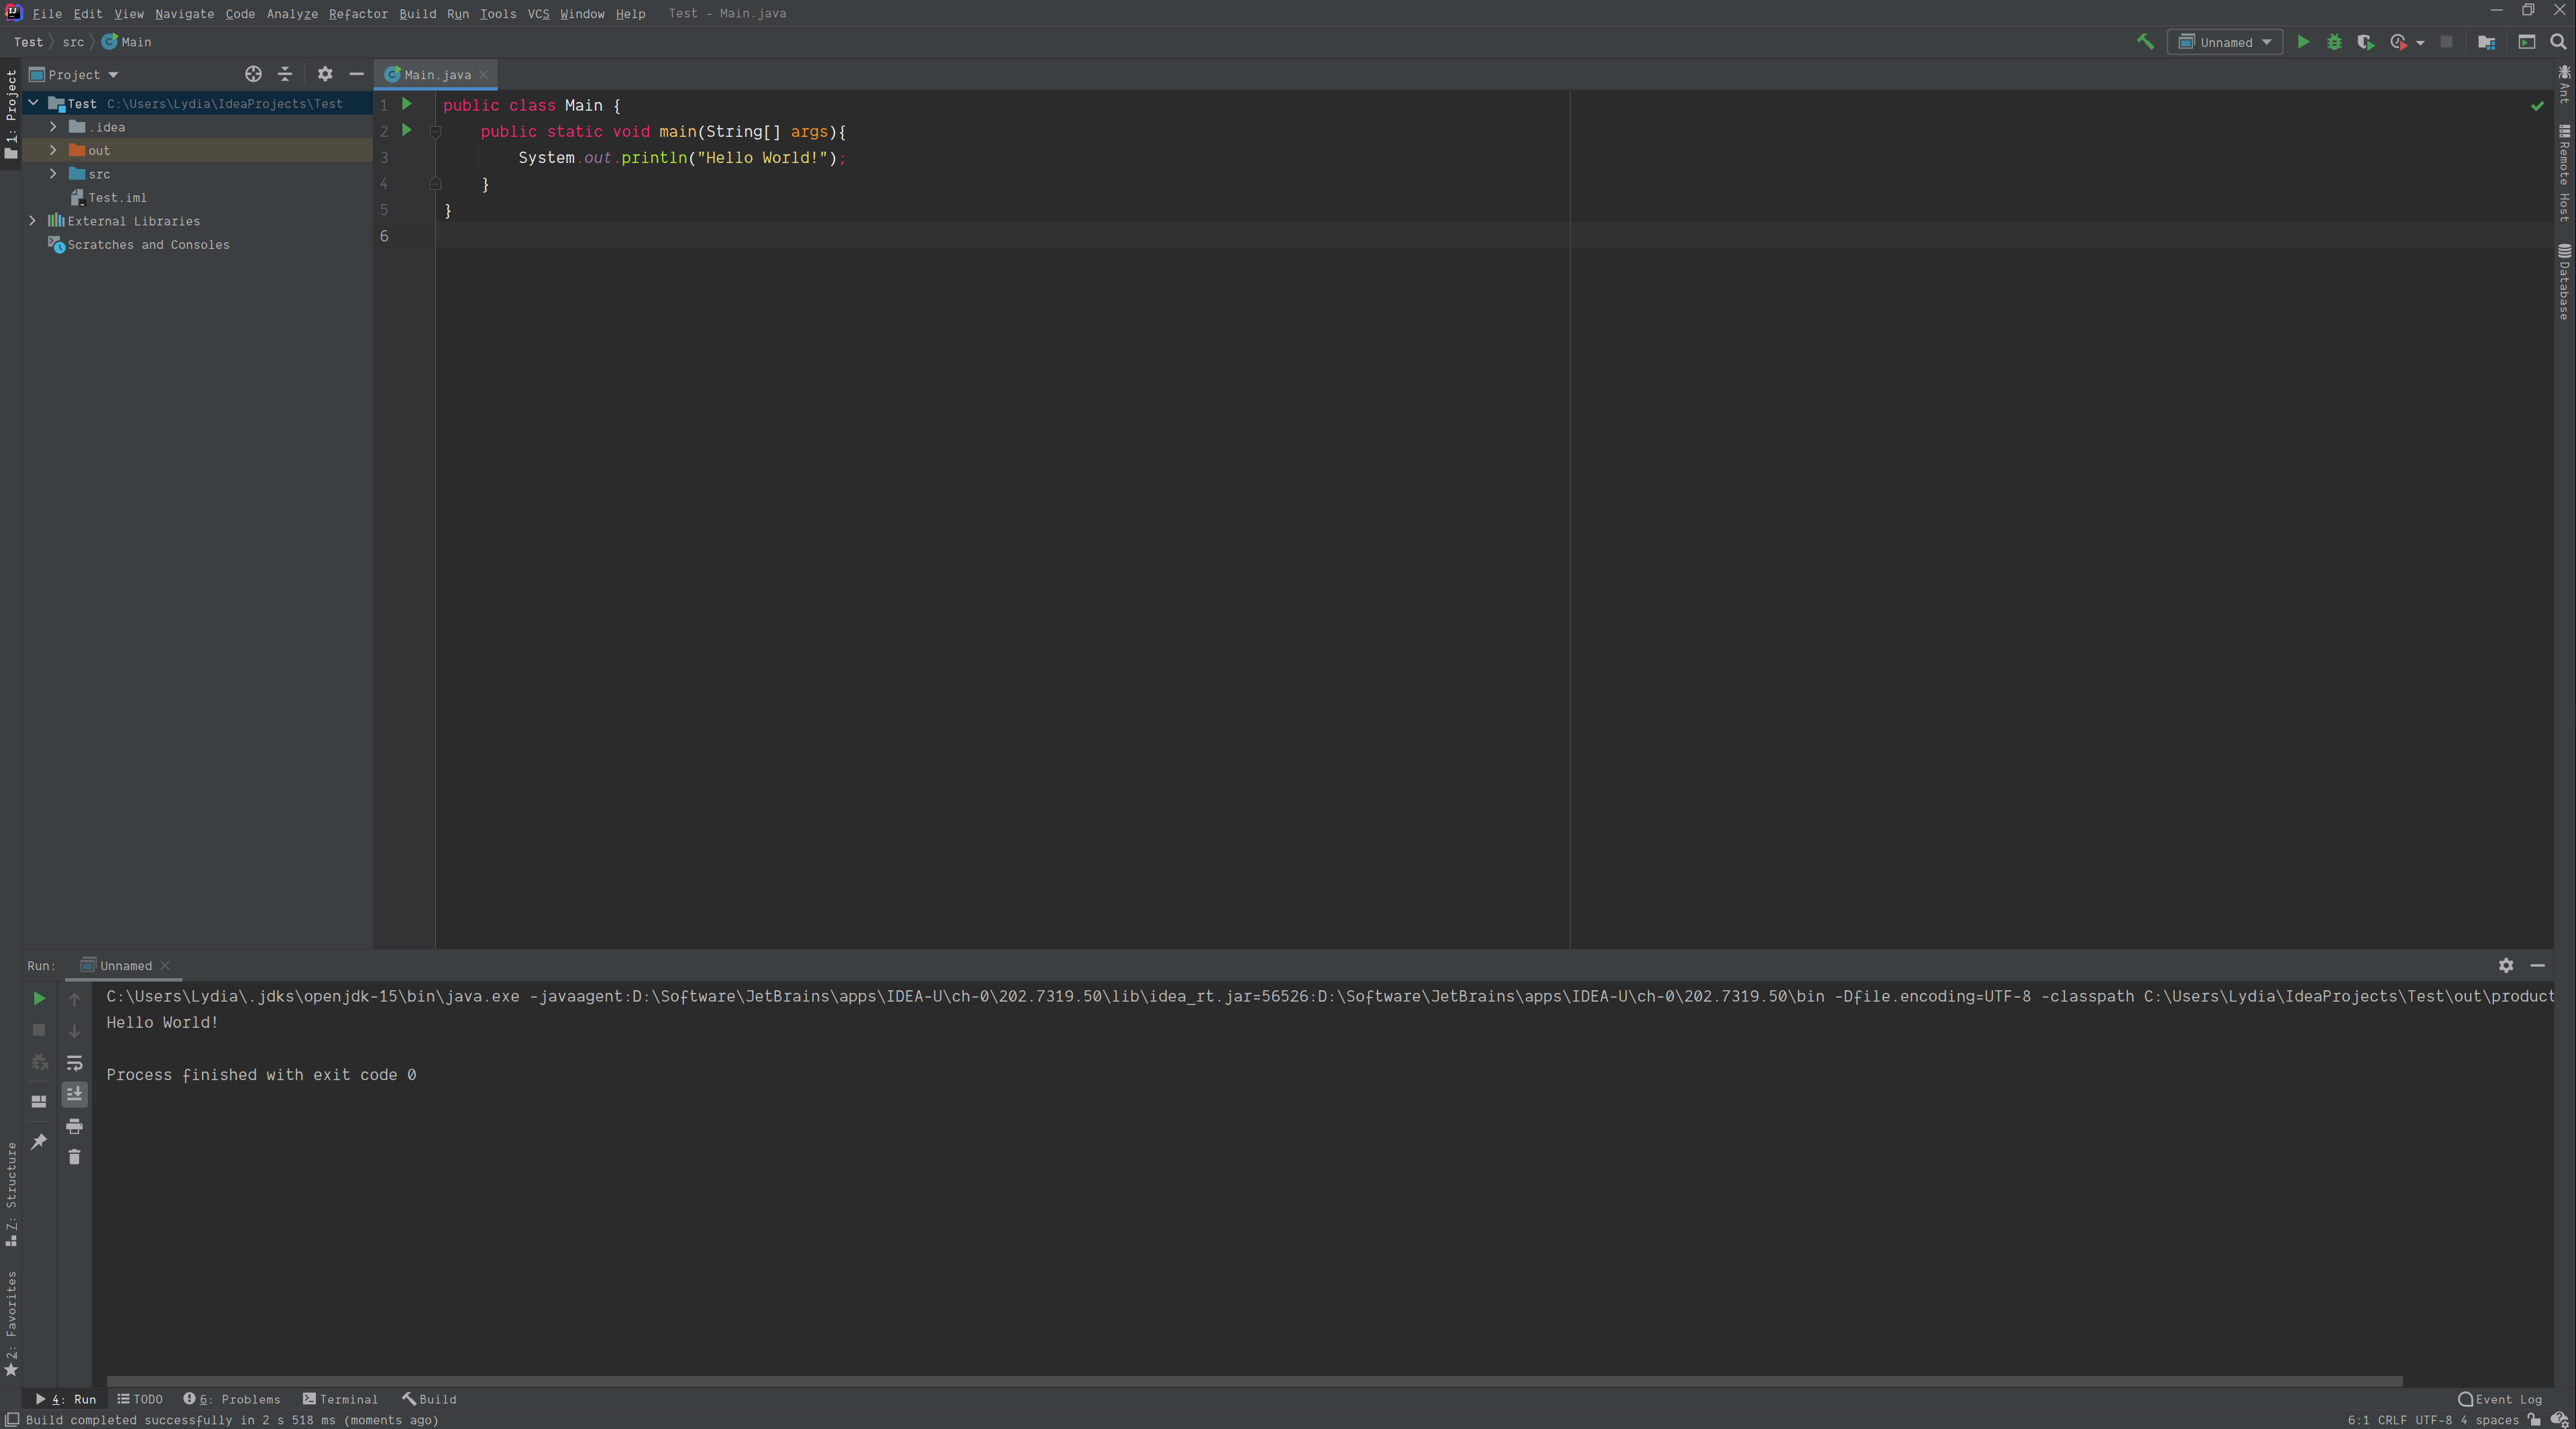 File Edit View Navigate Code Analyze Refactor Build Run Tools VCS Window Help Test - Main.java
Test src Main
Unnamed
1: Project
Project
Main.java
Test C:\Users\Lydia\IdeaProjects\Test
.idea
out
src
Test.iml
External Libraries
Scratches and Consoles
1 public class Main {
2 public static void main(String[] args){
3 System.out.println("Hello World!");
4 }
5 }
6
Ant
Remote Host
Database
Run: Unnamed
C:\Users\Lydia\.jdks\openjdk-15\bin\java.exe -javaagent:D:\Software\JetBrains\apps\IDEA-U\ch-0\202.7319.50\lib\idea_rt.jar=56526:D:\Software\JetBrains\apps\IDEA-U\ch-0\202.7319.50\bin -Dfile.encoding=UTF-8 -classpath C:\Users\Lydia\IdeaProjects\Test\out\product
Hello World!
Process finished with exit code 0
Z: Structure
2: Favorites
4: Run TODO 6: Problems Terminal Build Event Log
Build completed successfully in 2 s 518 ms (moments ago) 6:1 CRLF UTF-8 4 spaces